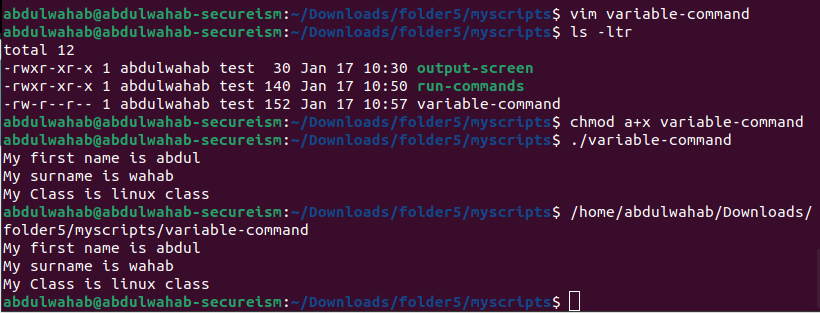 abdulwahab@abdulwahab-secureism:~/Downloads/folder5/myscripts$ vim variable-command
abdulwahab@abdulwahab-secureism:~/Downloads/folder5/myscripts$ ls -ltr
total 12
-rwxr-xr-x 1 abdulwahab test  30 Jan 17 10:30 output-screen
-rwxr-xr-x 1 abdulwahab test 140 Jan 17 10:50 run-commands
-rw-r--r-- 1 abdulwahab test 152 Jan 17 10:57 variable-command
abdulwahab@abdulwahab-secureism:~/Downloads/folder5/myscripts$ chmod a+x variable-command
abdulwahab@abdulwahab-secureism:~/Downloads/folder5/myscripts$ ./variable-command
My first name is abdul
My surname is wahab
My Class is linux class
abdulwahab@abdulwahab-secureism:~/Downloads/folder5/myscripts$ /home/abdulwahab/Downloads/
folder5/myscripts/variable-command
My first name is abdul
My surname is wahab
My Class is linux class
abdulwahab@abdulwahab-secureism:~/Downloads/folder5/myscripts$